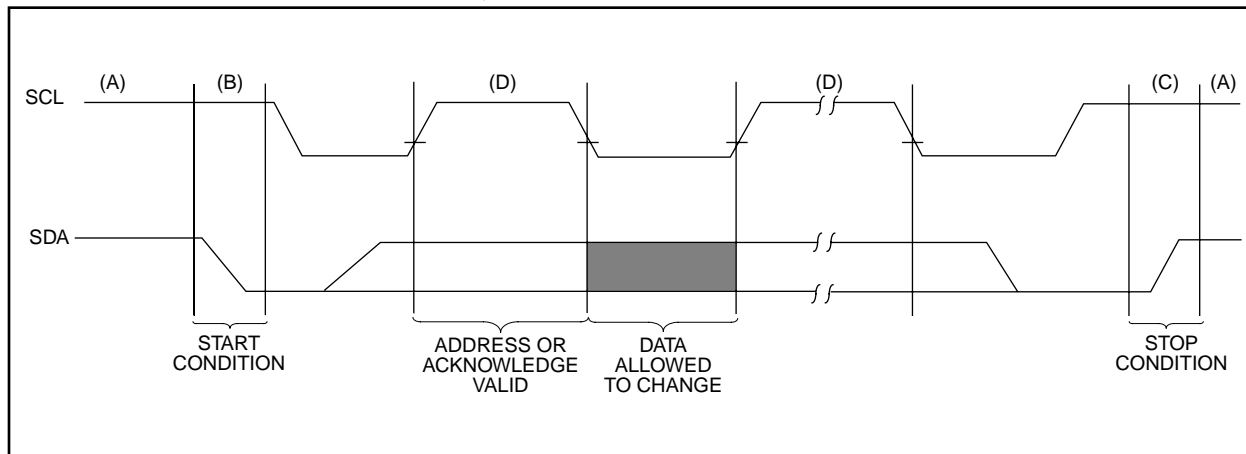 (A)
(B)
(D)
(D)
(C)
(A)
SCL
SDA
START
CONDITION
ADDRESS OR
ACKNOWLEDGE
VALID
DATA
ALLOWED
TO CHANGE
STOP
CONDITION